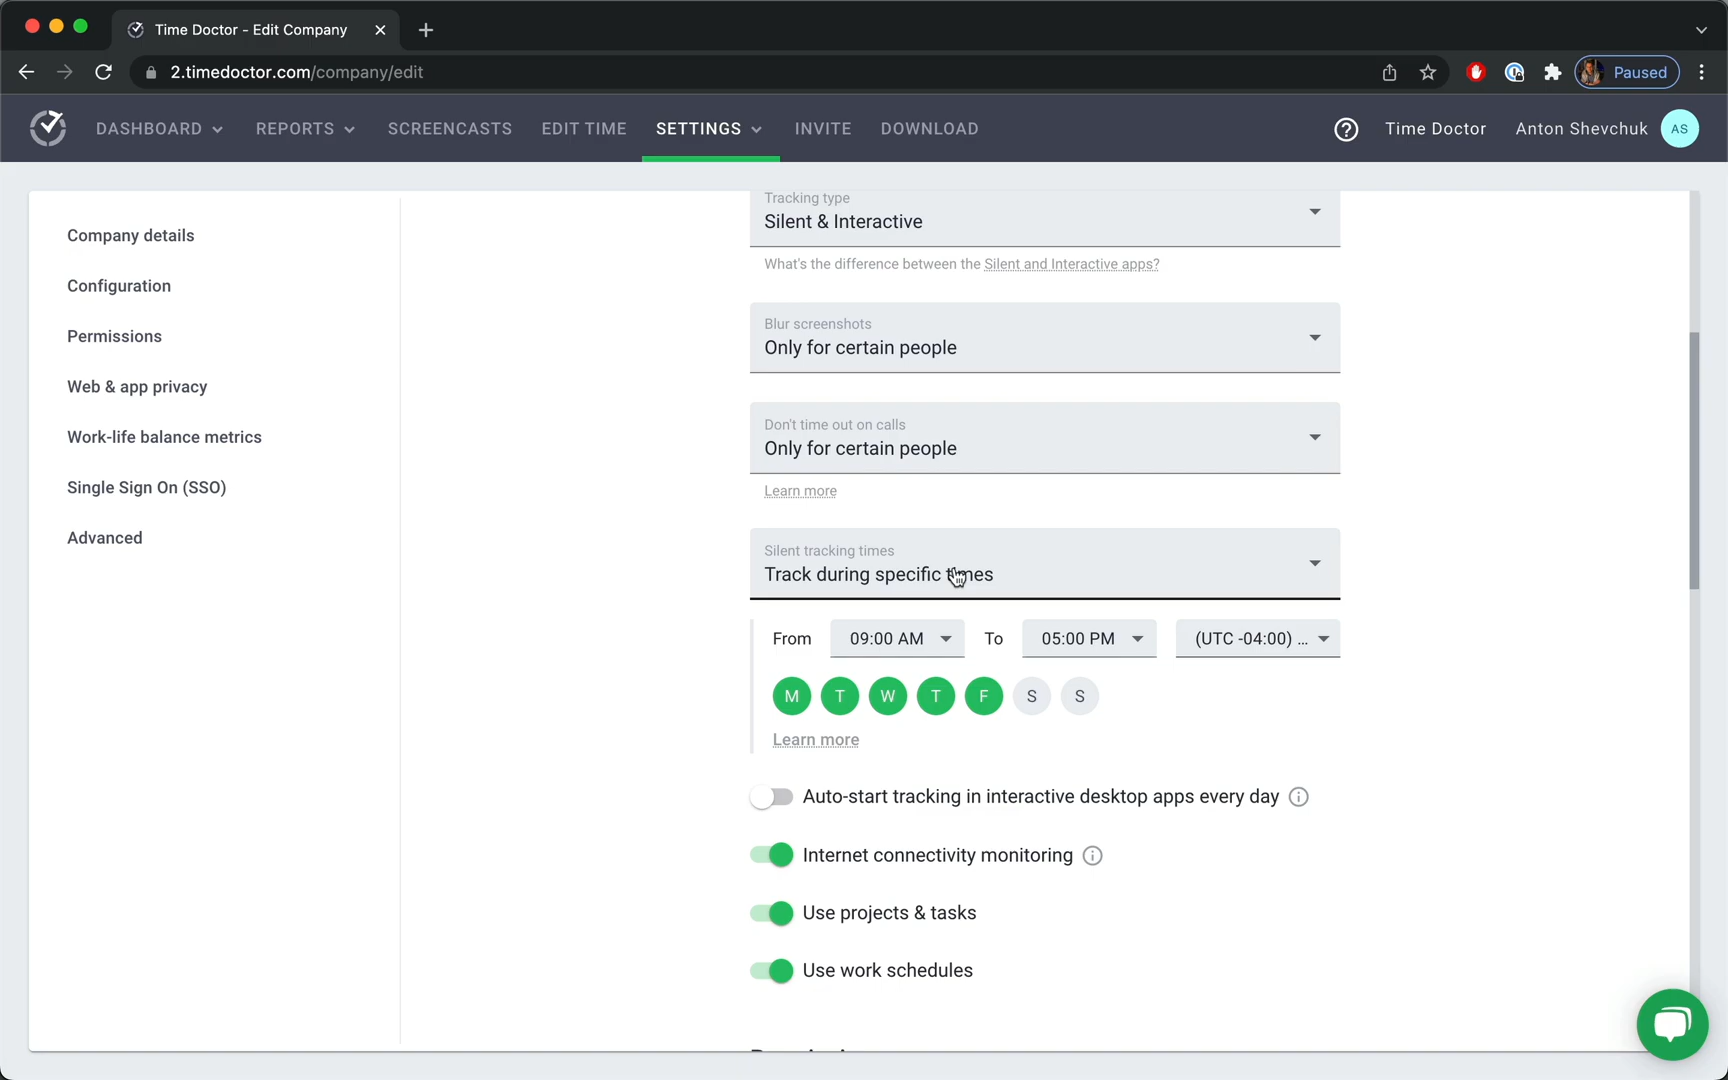 Time Doctor - Edit Company
2.timedoctor.com/company/edit
Paused
DASHBOARD
REPORTS
SCREENCASTS
EDIT TIME
SETTINGS
INVITE
DOWNLOAD
Time Doctor
Anton Shevchuk
AS
Company details
Configuration
Permissions
Web & app privacy
Work-life balance metrics
Single Sign On (SSO)
Advanced
Tracking type
Silent & Interactive
What's the difference between the Silent and Interactive apps?
Blur screenshots
Only for certain people
Don't time out on calls
Only for certain people
Learn more
Silent tracking times
Track during specific times
From 09:00 AM To 05:00 PM (UTC -04:00) ...
M T W T F S S
Learn more
Auto-start tracking in interactive desktop apps every day
Internet connectivity monitoring
Use projects & tasks
Use work schedules